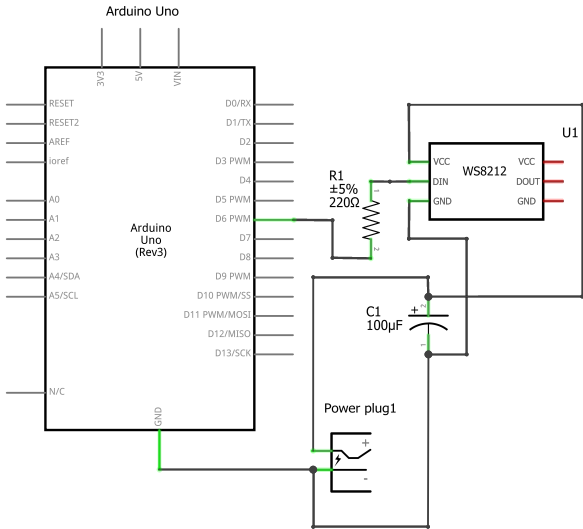 Arduino Uno
3V3
5V
VIN
RESET
RESET2
AREF
ioref
A0
A1
A2
A3
A4/SDA
A5/SCL
N/C
D0/RX
D1/TX
D2
D3 PWM
D4
D5 PWM
D6 PWM
D7
D8
D9 PWM
D10 PWM/SS
D11 PWM/MOSI
D12/MISO
D13/SCK
Arduino
Uno
(Rev3)
GND
R1
±5%
220Ω
1
2
U1
VCC
DIN
GND
WS8212
VCC
DOUT
GND
C1
100µF
+
2
1
Power plug1
+
-